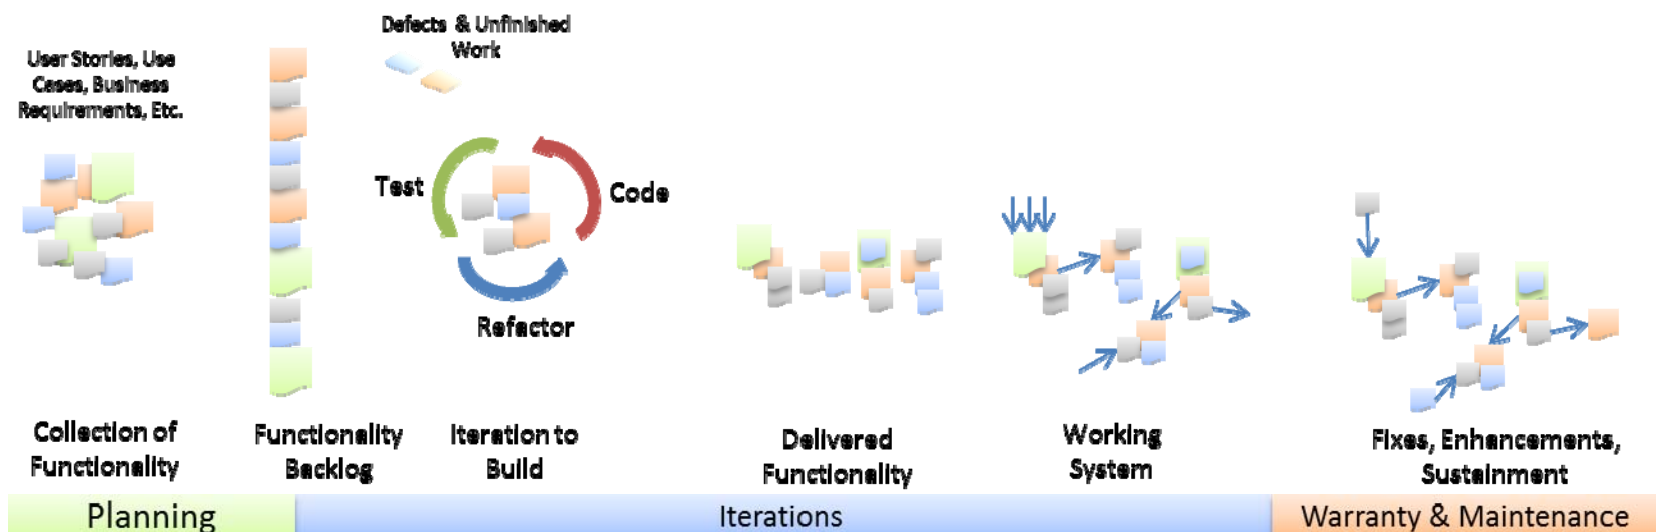 User Stories, Use
Cases, Business
Requirements, Etc.
Defects & Unfinished
Work
Test
Code
Refactor
Collection of
Functionality
Functionality
Backlog
Iteration to
Build
Delivered
Functionality
Working
System
Fixes, Enhancements,
Sustainment
Planning
Iterations
Warranty & Maintenance